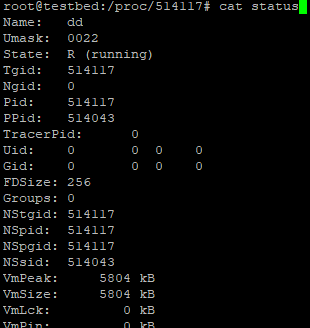 root@testbed:/proc/514117# cat status
Name: dd
Umask: 0022
State: R (running)
Tgid: 514117
Ngid: 0
Pid: 514117
PPid: 514043
TracerPid: 0
Uid: 0 0 0 0
Gid: 0 0 0 0
FDSize: 256
Groups: 0
NStgid: 514117
NSpid: 514117
NSpgid: 514117
NSsid: 514043
VmPeak: 5804 kB
VmSize: 5804 kB
VmLck: 0 kB
VmPin: 0 kB